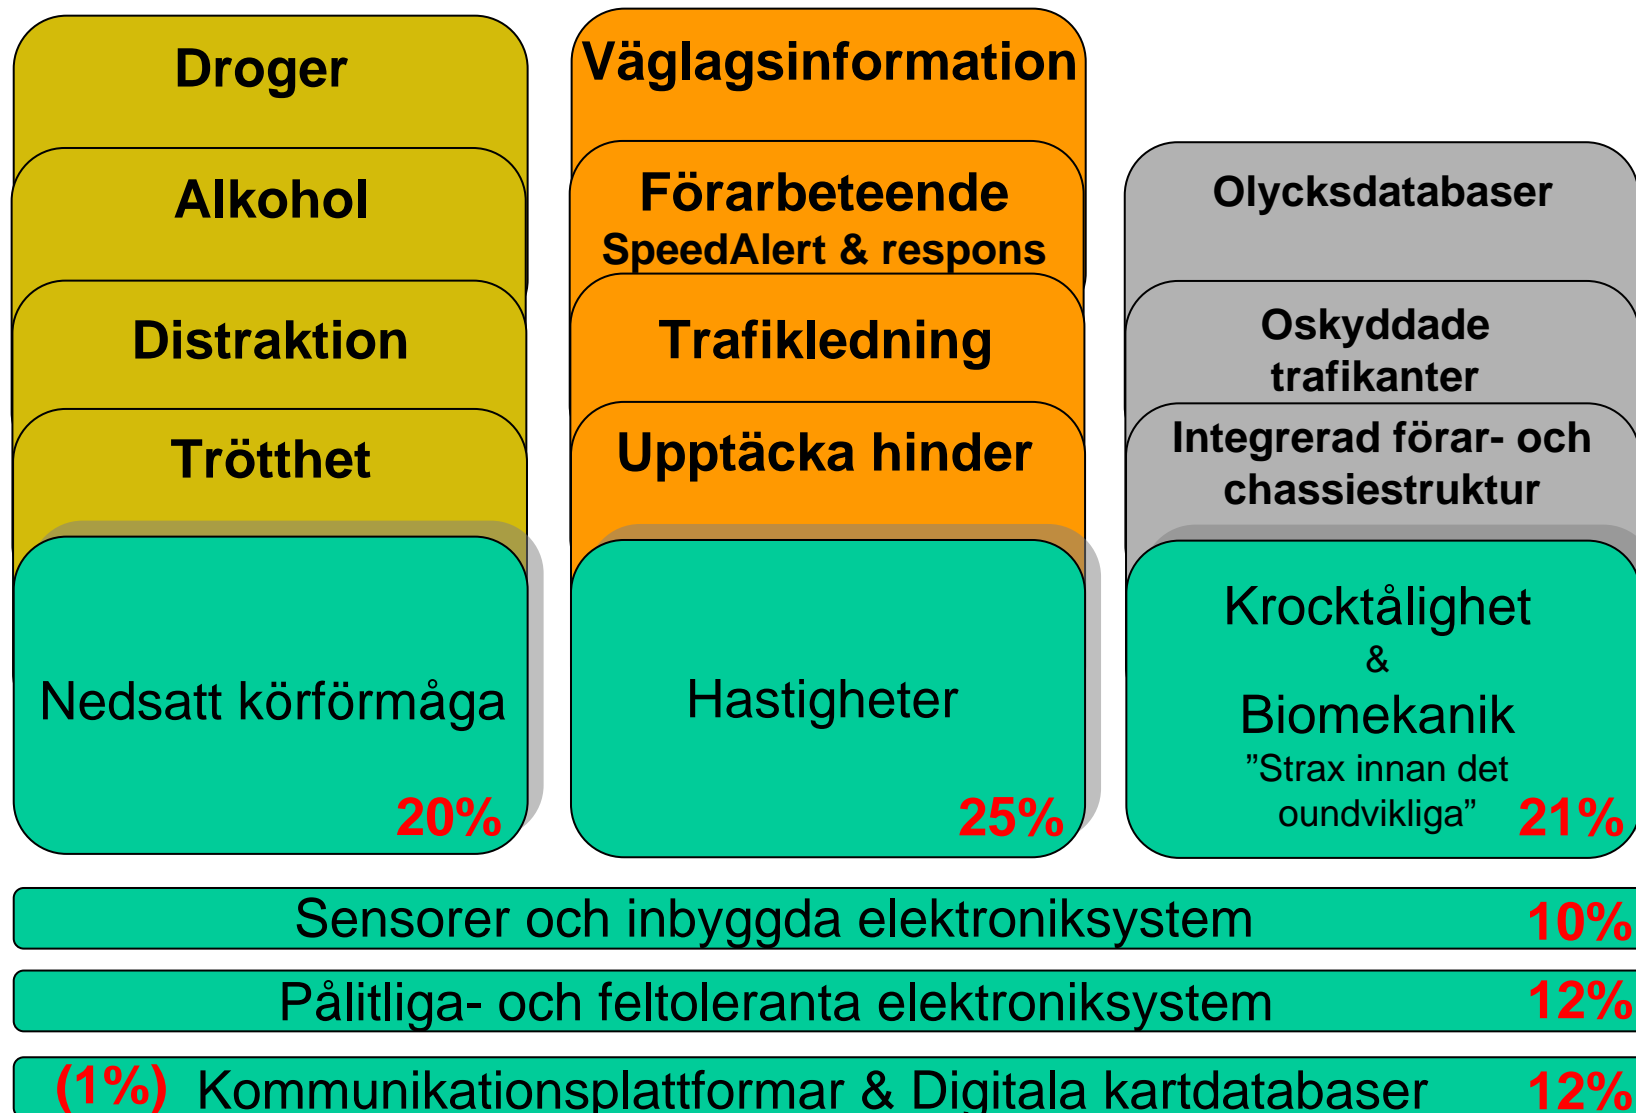 Droger
Alkohol
Distraktion
Trötthet
Nedsatt körförmåga
20%
Väglagsinformation
Förarbeteende
SpeedAlert & respons
Trafikledning
Upptäcka hinder
Hastigheter
25%
Olycksdatabaser
Oskyddade
trafikanter
Integrerad förar- och
chassiestruktur
Krocktålighet
&
Biomekanik
”Strax innan det
oundvikliga”
21%
Sensorer och inbyggda elektroniksystem 10%
Pålitliga- och feltoleranta elektroniksystem 12%
(1%) Kommunikationsplattformar & Digitala kartdatabaser 12%